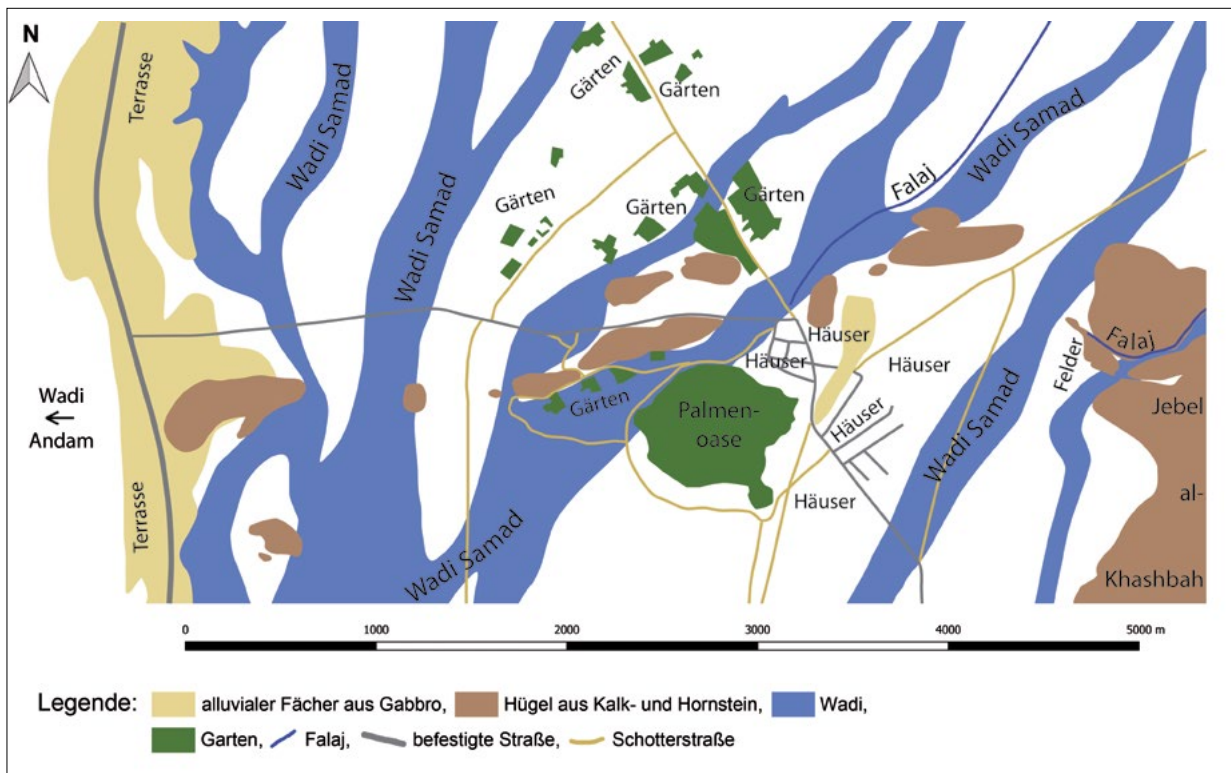 N
Terrasse
Wadi Samad
Wadi Samad
Gärten
Gärten
Gärten
Gärten
Gärten
Falaj
Wadi Samad
Häuser
Häuser
Häuser
Felder
Falaj
Wadi
Andam
Gärten
Palmen-
oase
Häuser
Wadi Samad
Jebel
al-
Khashbah
Terrasse
Wadi Samad
Häuser
0 1000 2000 3000 4000 5000 m
Legende: alluvialer Fächer aus Gabbro, Hügel aus Kalk- und Hornstein, Wadi,
Garten, Falaj, befestigte Straße, Schotterstraße